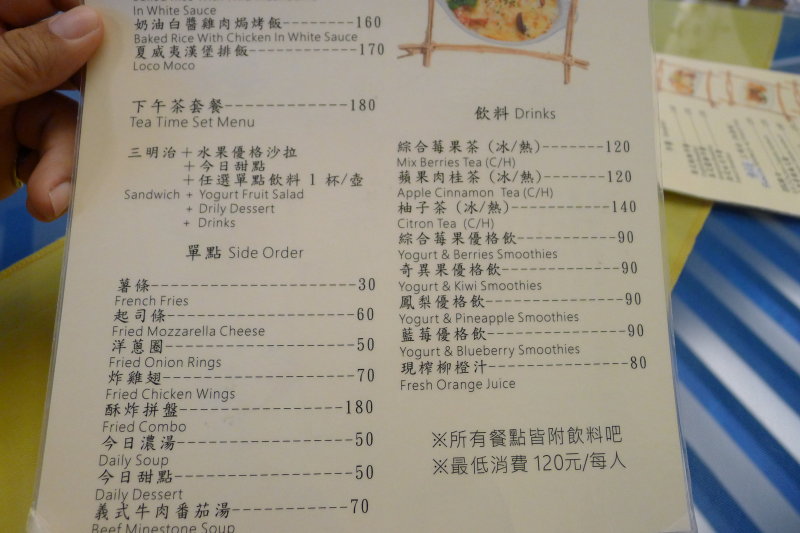 In White Sauce
奶油白醬雞肉焗烤飯----------160
Baked Rice With Chicken In White Sauce
夏威夷漢堡排飯-------------170
Loco Moco
下午茶套餐-------------180
Tea Time Set Menu
三明治＋水果優格沙拉
＋今日甜點
＋任選單點飲料 1 杯/壺
Sandwich + Yogurt Fruit Salad
+ Drily Dessert
+ Drinks
單點 Side Order
薯條---------------------30
French Fries
起司條-------------------60
Fried Mozzarella Cheese
洋蔥圈-------------------50
Fried Onion Rings
炸雞翅-------------------70
Fried Chicken Wings
酥炸拼盤----------------180
Fried Combo
今日濃湯-----------------50
Daily Soup
今日甜點-----------------50
Daily Dessert
義式牛肉番茄湯-----------70
Beef Minestone Soup
飲料 Drinks
綜合莓果茶（冰/熱）-------120
Mix Berries Tea (C/H)
蘋果肉桂茶（冰/熱）-------120
Apple Cinnamon Tea (C/H)
柚子茶（冰/熱）-----------140
Citron Tea (C/H)
綜合莓果優格飲-----------90
Yogurt & Berries Smoothies
奇異果優格飲-------------90
Yogurt & Kiwi Smoothies
鳳梨優格飲---------------90
Yogurt & Pineapple Smoothies
藍莓優格飲---------------90
Yogurt & Blueberry Smoothies
現榨柳橙汁---------------80
Fresh Orange Juice
※所有餐點皆附飲料吧
※最低消費 120元/每人